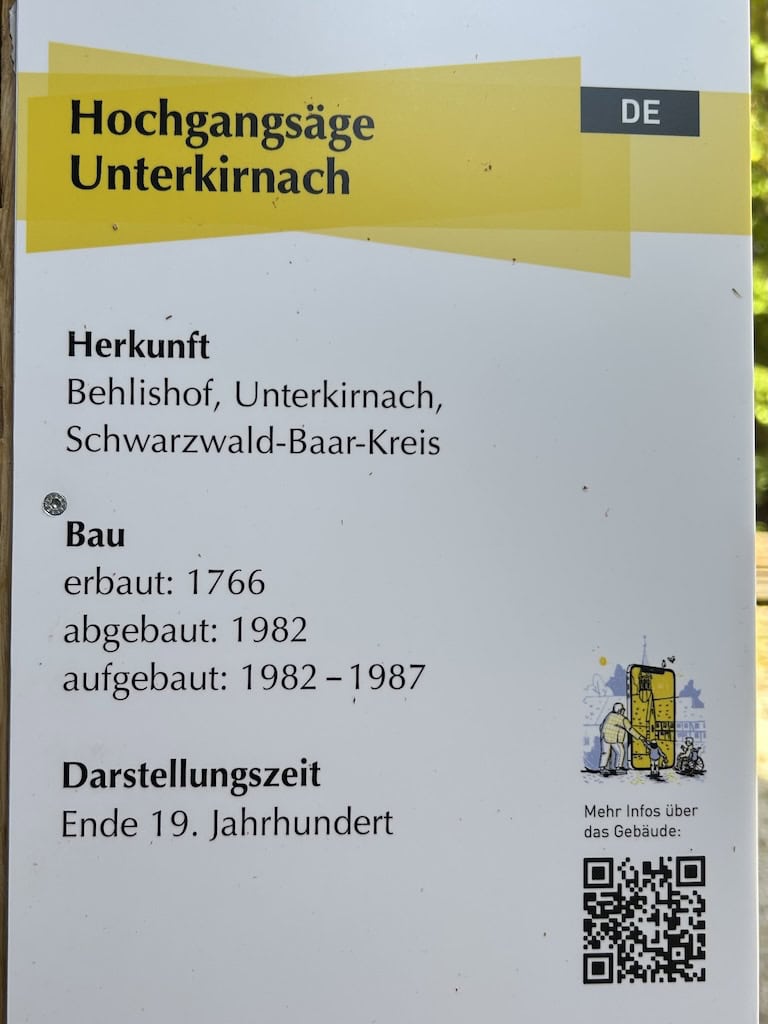 Hochgangsäge
Unterkirnach
DE
Herkunft
Behlishof, Unterkirnach,
Schwarzwald-Baar-Kreis
Bau
erbaut: 1766
abgebaut: 1982
aufgebaut: 1982 – 1987
Darstellungszeit
Ende 19. Jahrhundert
Mehr Infos über
das Gebäude: